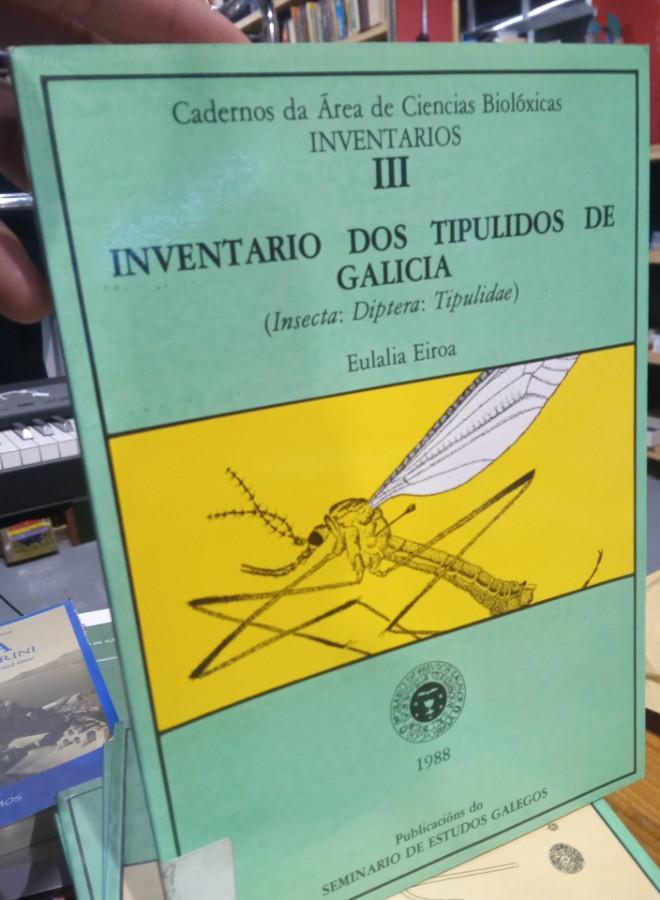 Cadernos da Área de Ciencias Biolóxicas
INVENTARIOS
III
INVENTARIO DOS TIPULIDOS DE
GALICIA
(Insecta: Diptera: Tipulidae)
Eulalia Eiroa
1988
Publicacións do
SEMINARIO DE ESTUDOS GALEGOS